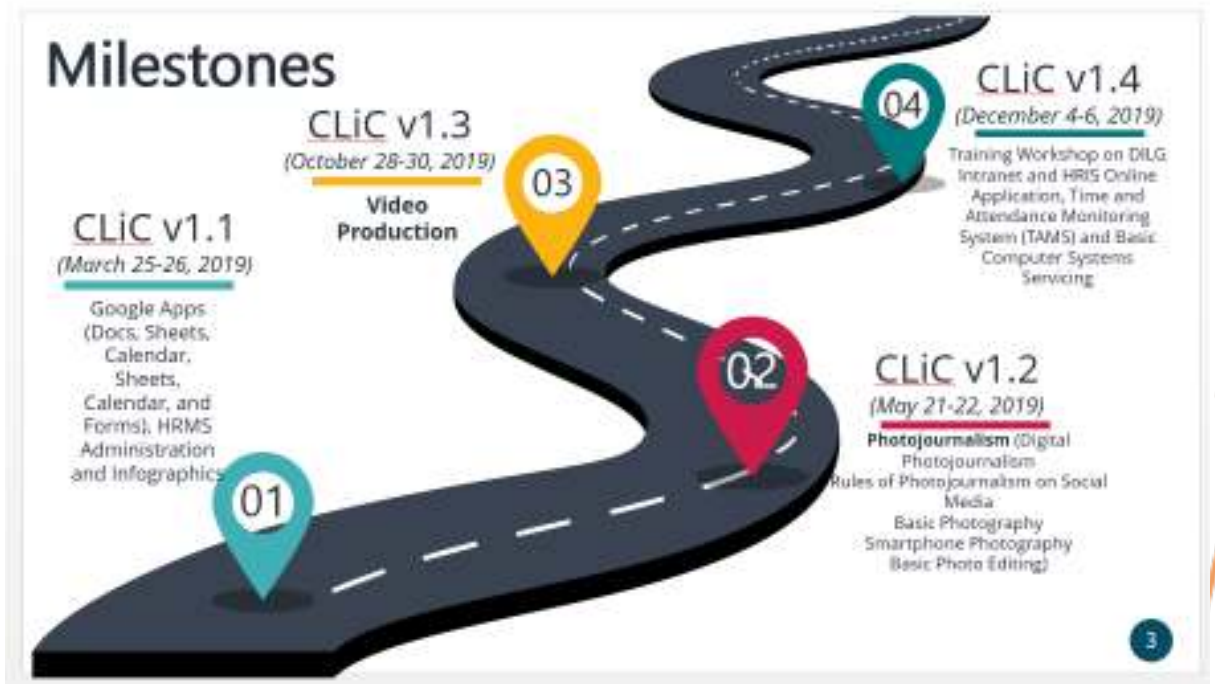 Milestones
CLiC v1.1
(March 25-26, 2019)
Google Apps
(Docs, Sheets,
Calendar,
Sheets,
Calendar, and
Forms), HRMS
Administration
and Infographics
01
CLiC v1.2
(May 21-22, 2019)
Photojournalism (Digital
Photojournalism
Rules of Photojournalism on Social
Media
Basic Photography
Smartphone Photography
Basic Photo Editing)
02
CLiC v1.3
(October 28-30, 2019)
Video
Production
03
CLiC v1.4
(December 4-6, 2019)
Training Workshop on DILG
Intranet and HRIS Online
Application, Time and
Attendance Monitoring
System (TAMS) and Basic
Computer Systems
Servicing
04
3